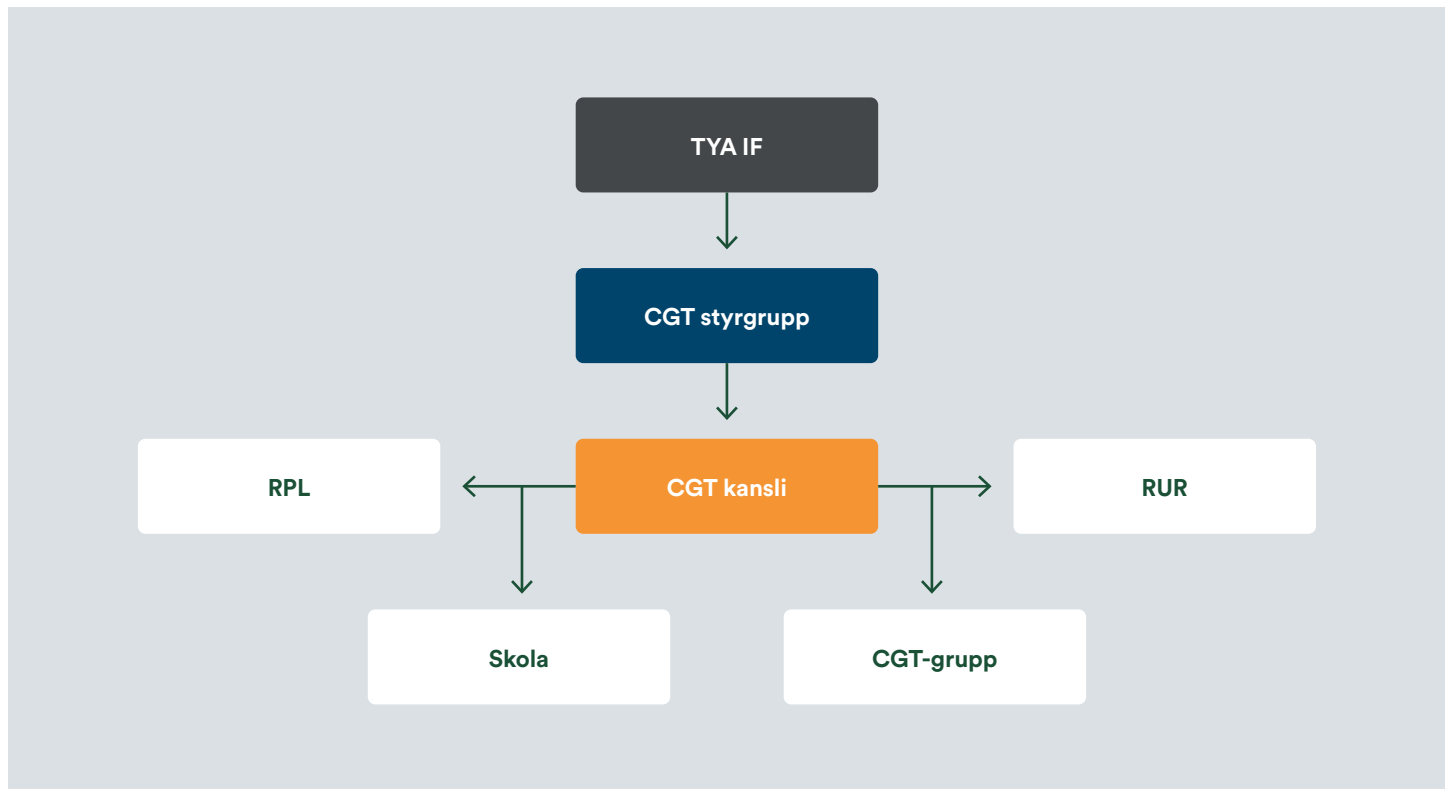 TYA IF
CGT styrgrupp
RPL
CGT kansli
RUR
Skola
CGT-grupp